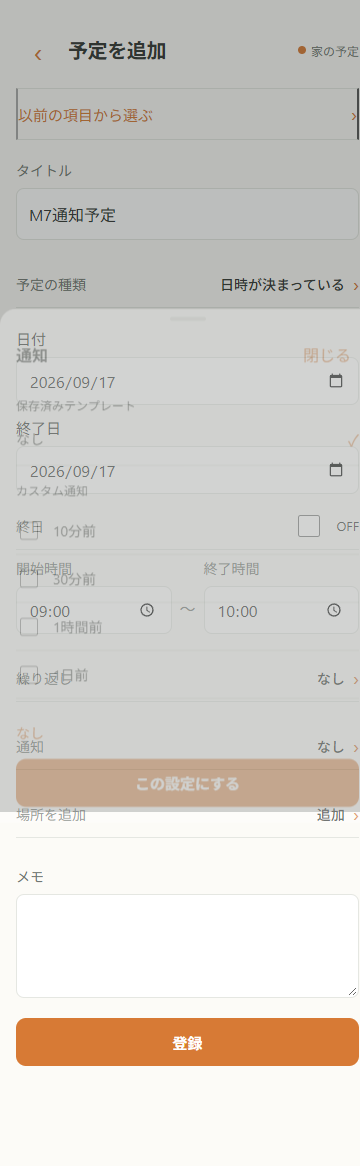 ‹ 予定を追加 家の予定
以前の項目から選ぶ ›
タイトル
M7通知予定
予定の種類 日時が決まっている ›
日付
通知 閉じる
2026/09/17
保存済みテンプレート
終了日
なし ✓
2026/09/17
カスタム通知
終日 OFF
10分前
開始時間 終了時間
30分前
09:00 〜 10:00
1時間前
1日前
繰り返し なし ›
なし
通知 なし ›
この設定にする
場所を追加 追加 ›
メモ
登録